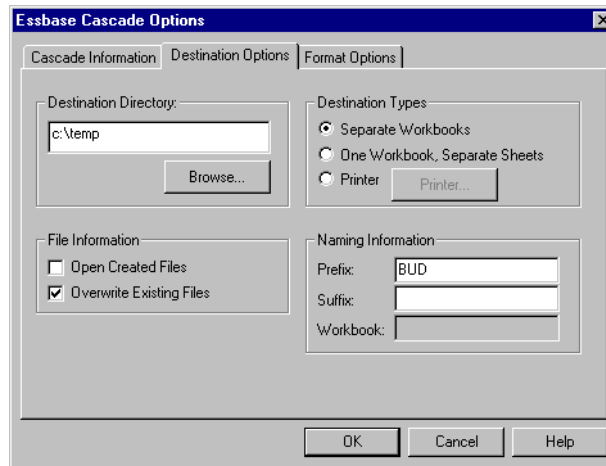 Essbase Cascade Options
Cascade Information
Destination Options
Format Options
Destination Directory:
c:\temp
Browse...
Destination Types
Separate Workbooks
One Workbook, Separate Sheets
Printer
Printer...
File Information
Open Created Files
Overwrite Existing Files
Naming Information
Prefix: BUD
Suffix:
Workbook:
OK
Cancel
Help